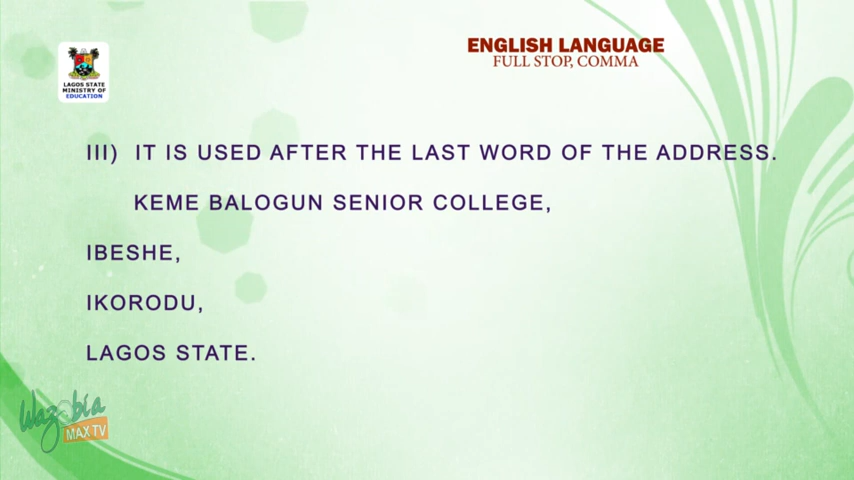 LAGOS STATE
MINISTRY OF
EDUCATION
ENGLISH LANGUAGE
FULL STOP, COMMA
III) IT IS USED AFTER THE LAST WORD OF THE ADDRESS.
KEME BALOGUN SENIOR COLLEGE,
IBESHE,
IKORODU,
LAGOS STATE.
Wazobia
MAX TV